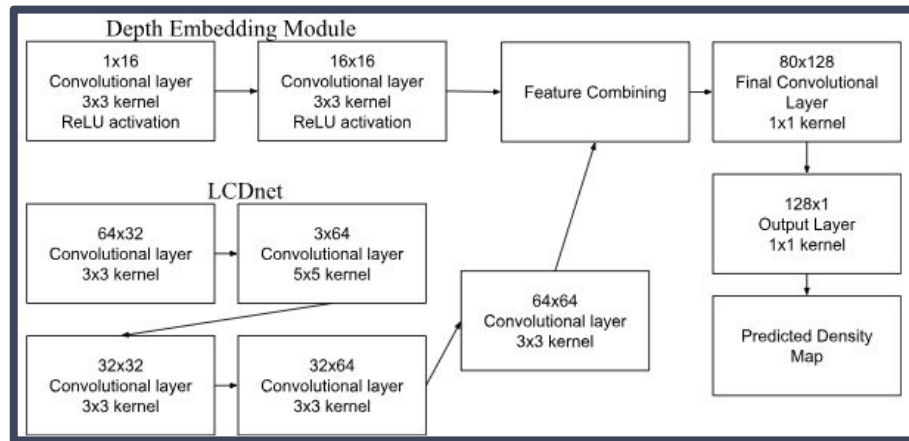 Depth Embedding Module
1x16
Convolutional layer
3x3 kernel
ReLU activation
16x16
Convolutional layer
3x3 kernel
ReLU activation
Feature Combining
80x128
Final Convolutional
Layer
1x1 kernel
LCDnet
64x32
Convolutional layer
3x3 kernel
3x64
Convolutional layer
5x5 kernel
32x32
Convolutional layer
3x3 kernel
32x64
Convolutional layer
3x3 kernel
64x64
Convolutional layer
3x3 kernel
128x1
Output Layer
1x1 kernel
Predicted Density
Map